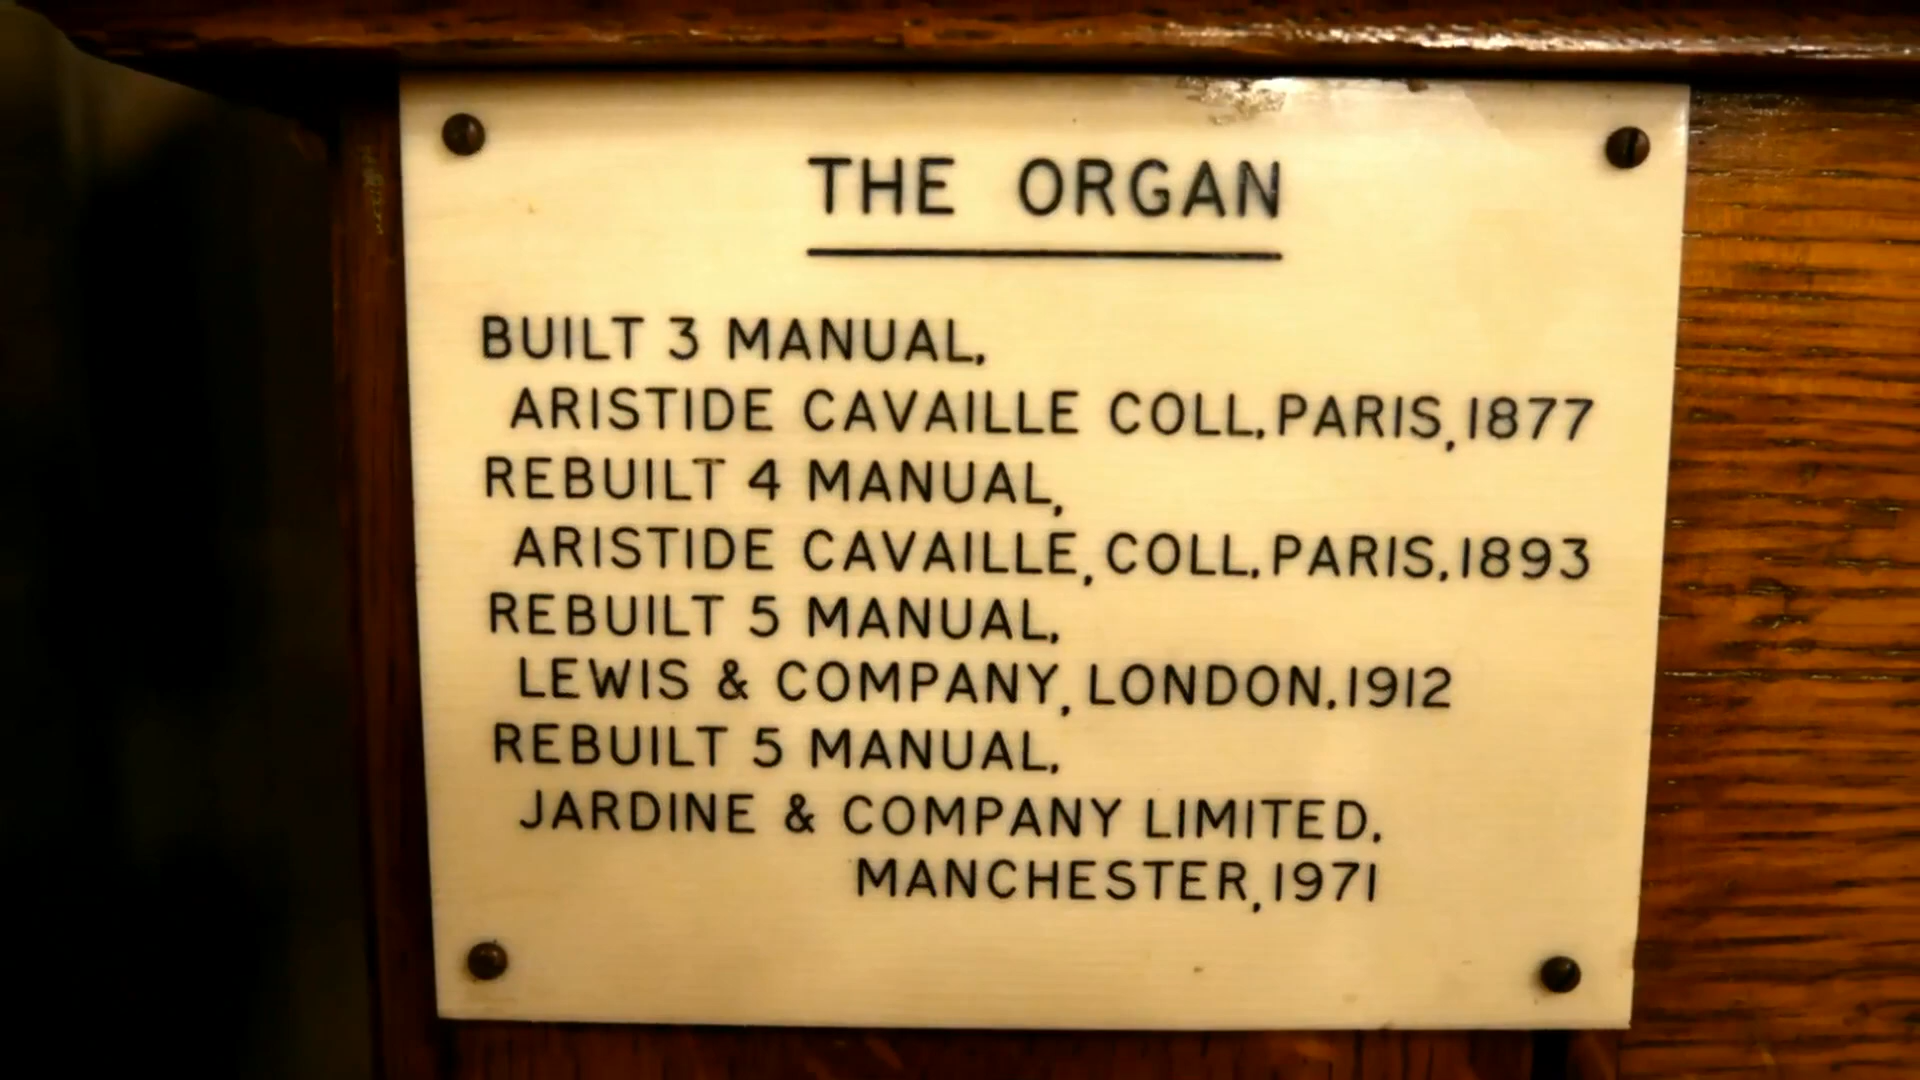 THE ORGAN
BUILT 3 MANUAL,
ARISTIDE CAVAILLE COLL, PARIS, 1877
REBUILT 4 MANUAL,
ARISTIDE CAVAILLE, COLL, PARIS, 1893
REBUILT 5 MANUAL,
LEWIS & COMPANY, LONDON, 1912
REBUILT 5 MANUAL,
JARDINE & COMPANY LIMITED,
MANCHESTER, 1971